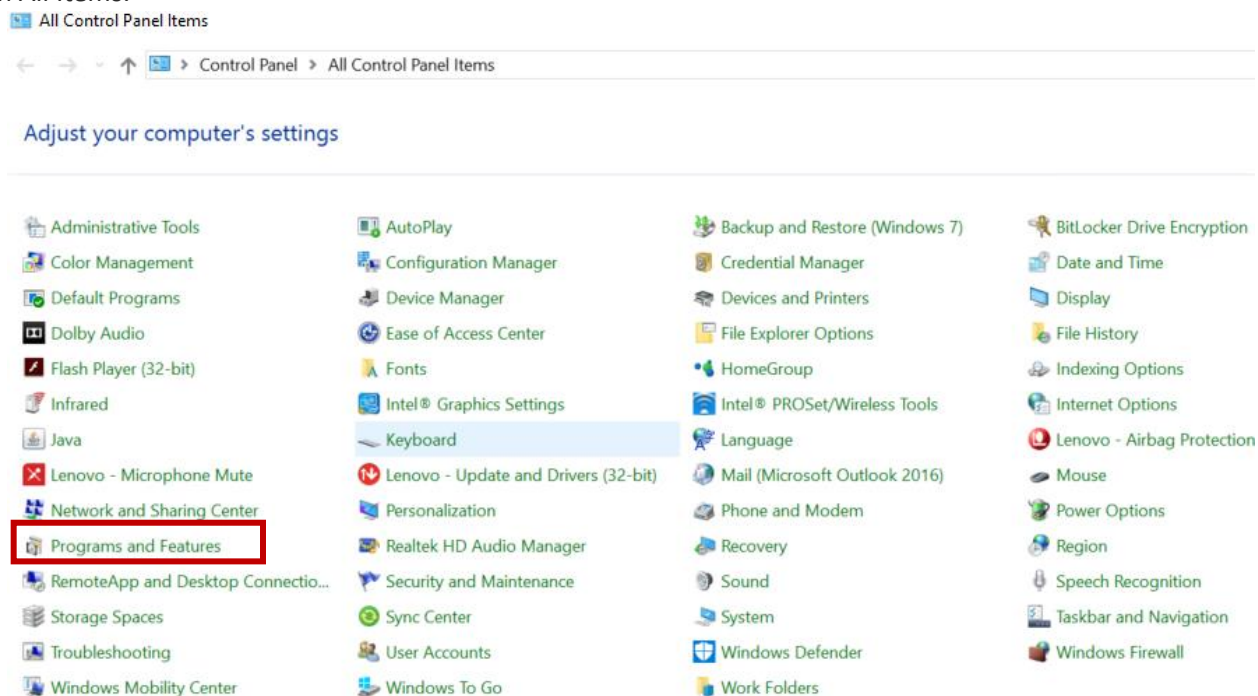 All Control Panel Items
Control Panel > All Control Panel Items
Adjust your computer's settings
Administrative Tools AutoPlay Backup and Restore (Windows 7) BitLocker Drive Encryption
Color Management Configuration Manager Credential Manager Date and Time
Default Programs Device Manager Devices and Printers Display
Dolby Audio Ease of Access Center File Explorer Options File History
Flash Player (32-bit) Fonts HomeGroup Indexing Options
Infrared Intel® Graphics Settings Intel® PROSet/Wireless Tools Internet Options
Java Keyboard Language Lenovo - Airbag Protection
Lenovo - Microphone Mute Lenovo - Update and Drivers (32-bit) Mail (Microsoft Outlook 2016) Mouse
Network and Sharing Center Personalization Phone and Modem Power Options
Programs and Features Realtek HD Audio Manager Recovery Region
RemoteApp and Desktop Connectio... Security and Maintenance Sound Speech Recognition
Storage Spaces Sync Center System Taskbar and Navigation
Troubleshooting User Accounts Windows Defender Windows Firewall
Windows Mobility Center Windows To Go Work Folders